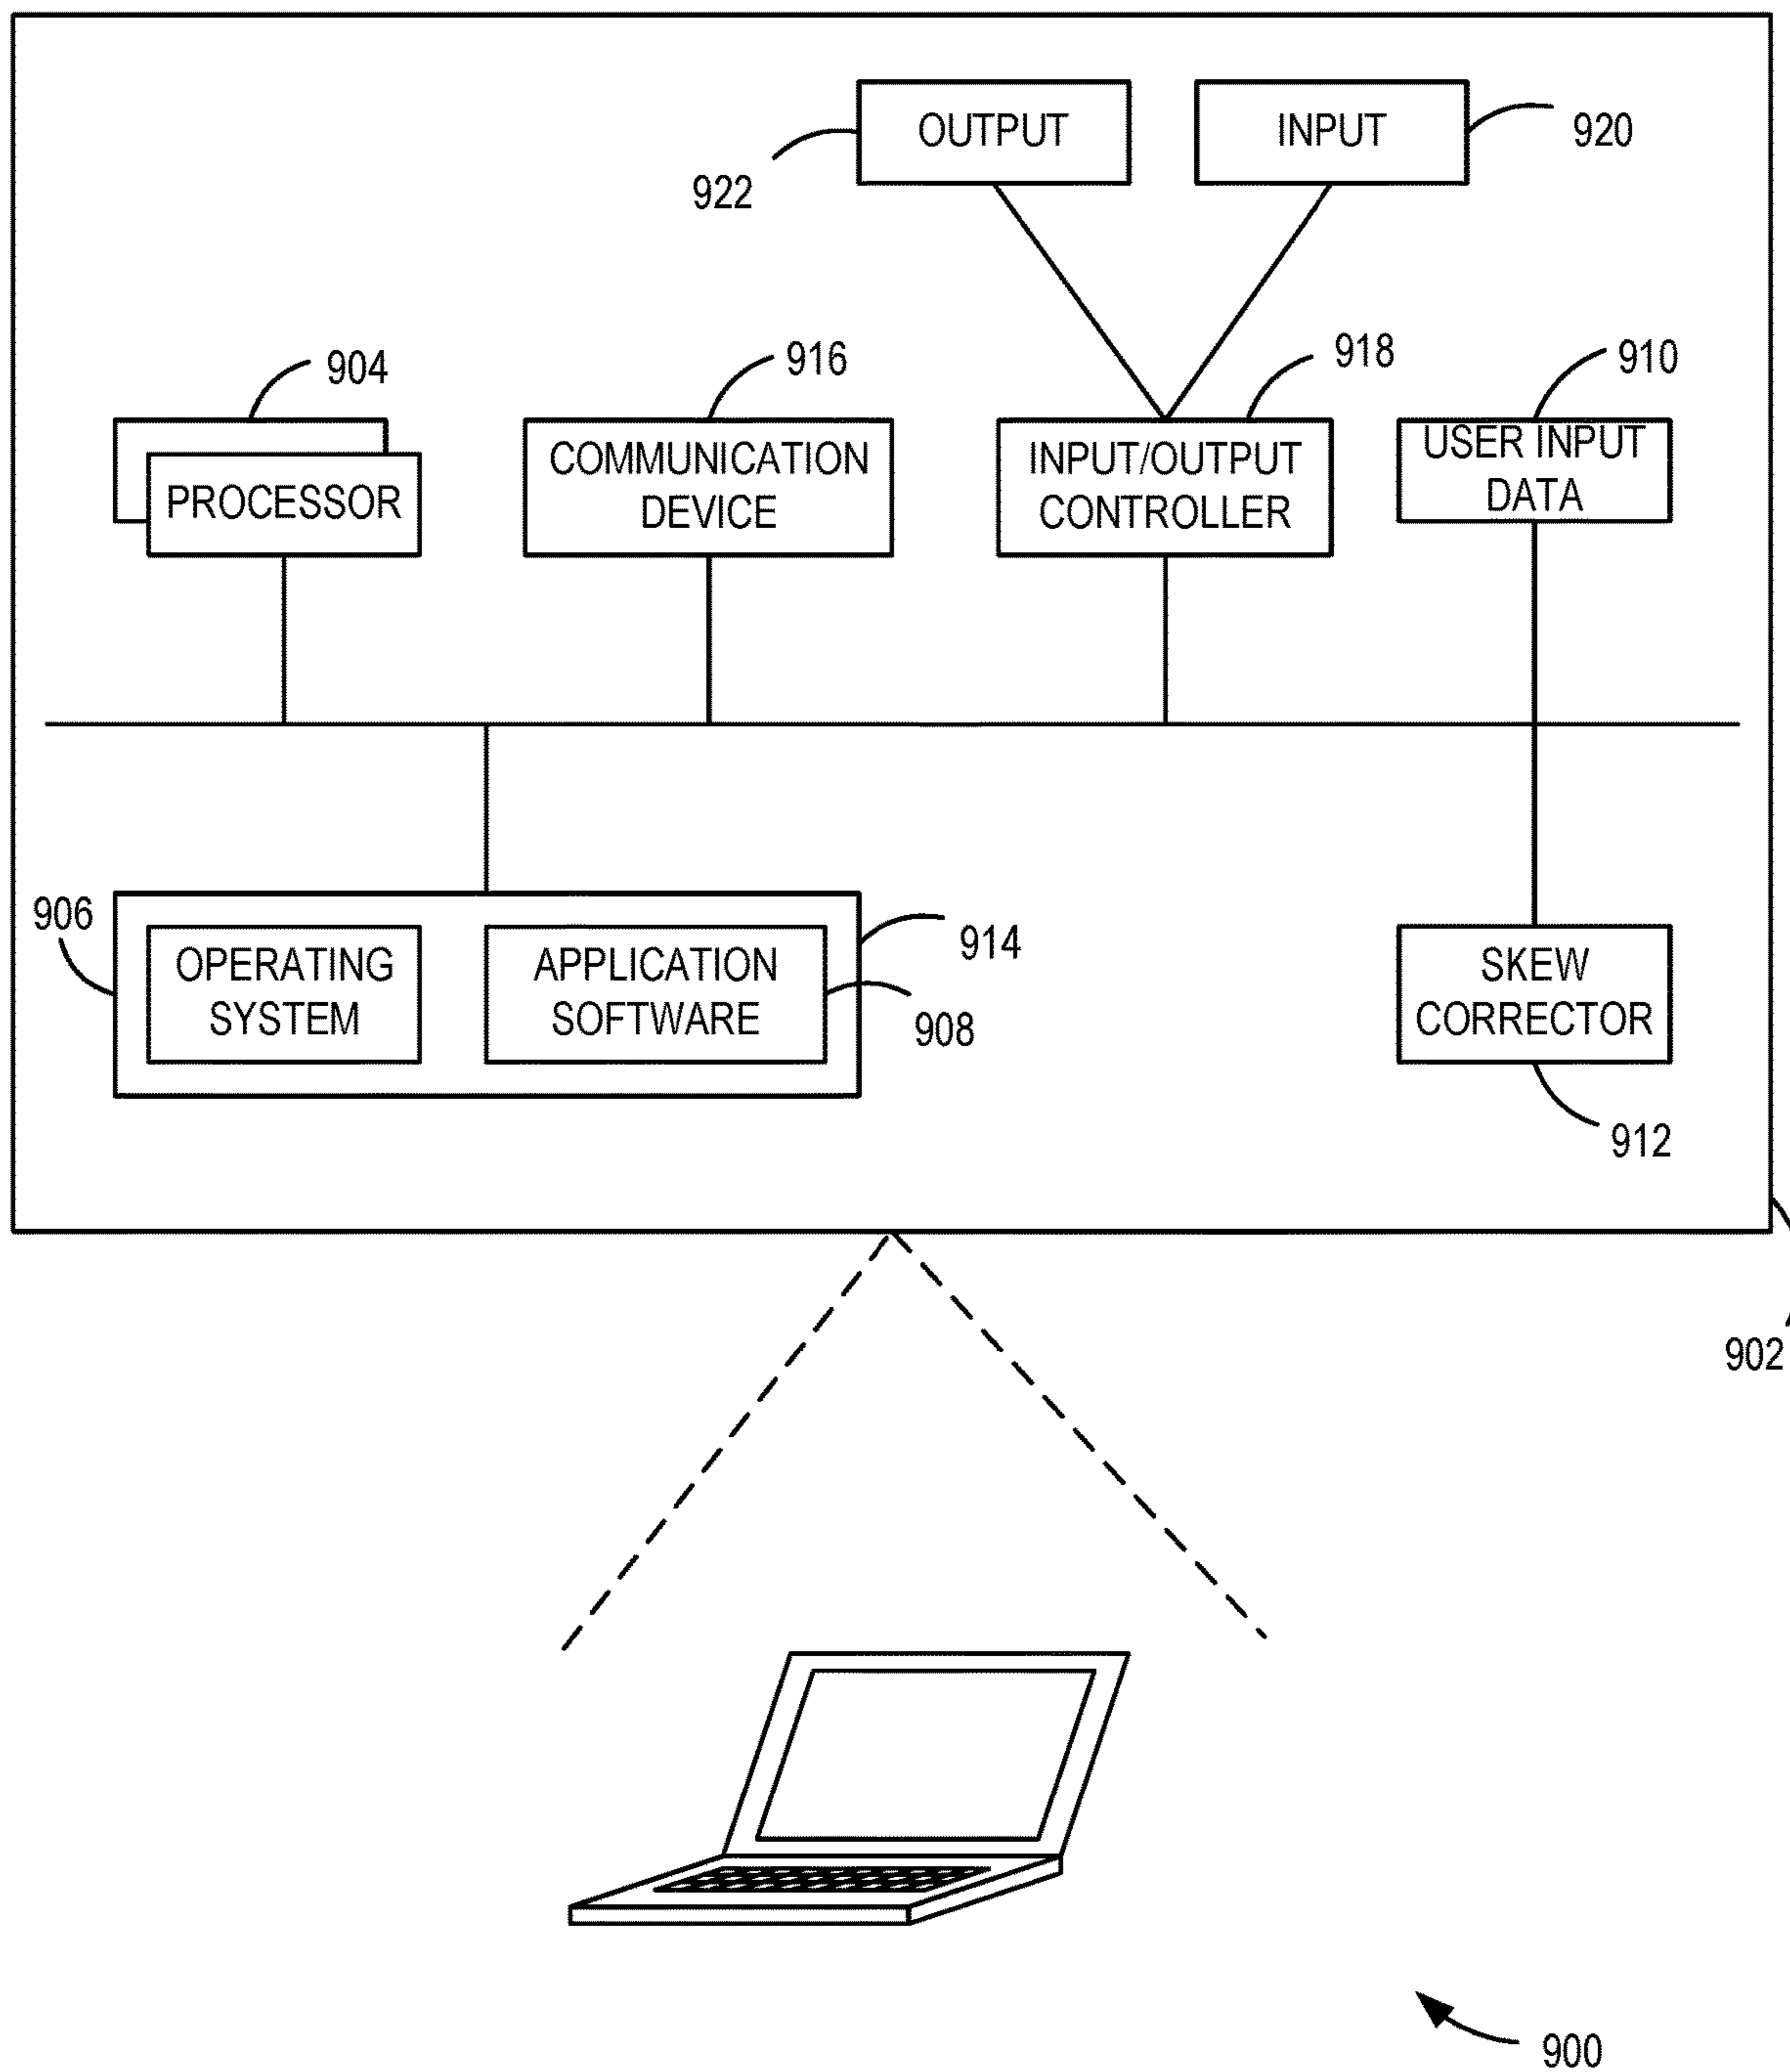 OUTPUT
INPUT
920
922
904
916
918
910
PROCESSOR
COMMUNICATION
DEVICE
INPUT/OUTPUT
CONTROLLER
USER INPUT
DATA
906
OPERATING
SYSTEM
APPLICATION
SOFTWARE
914
908
SKEW
CORRECTOR
912
902
900